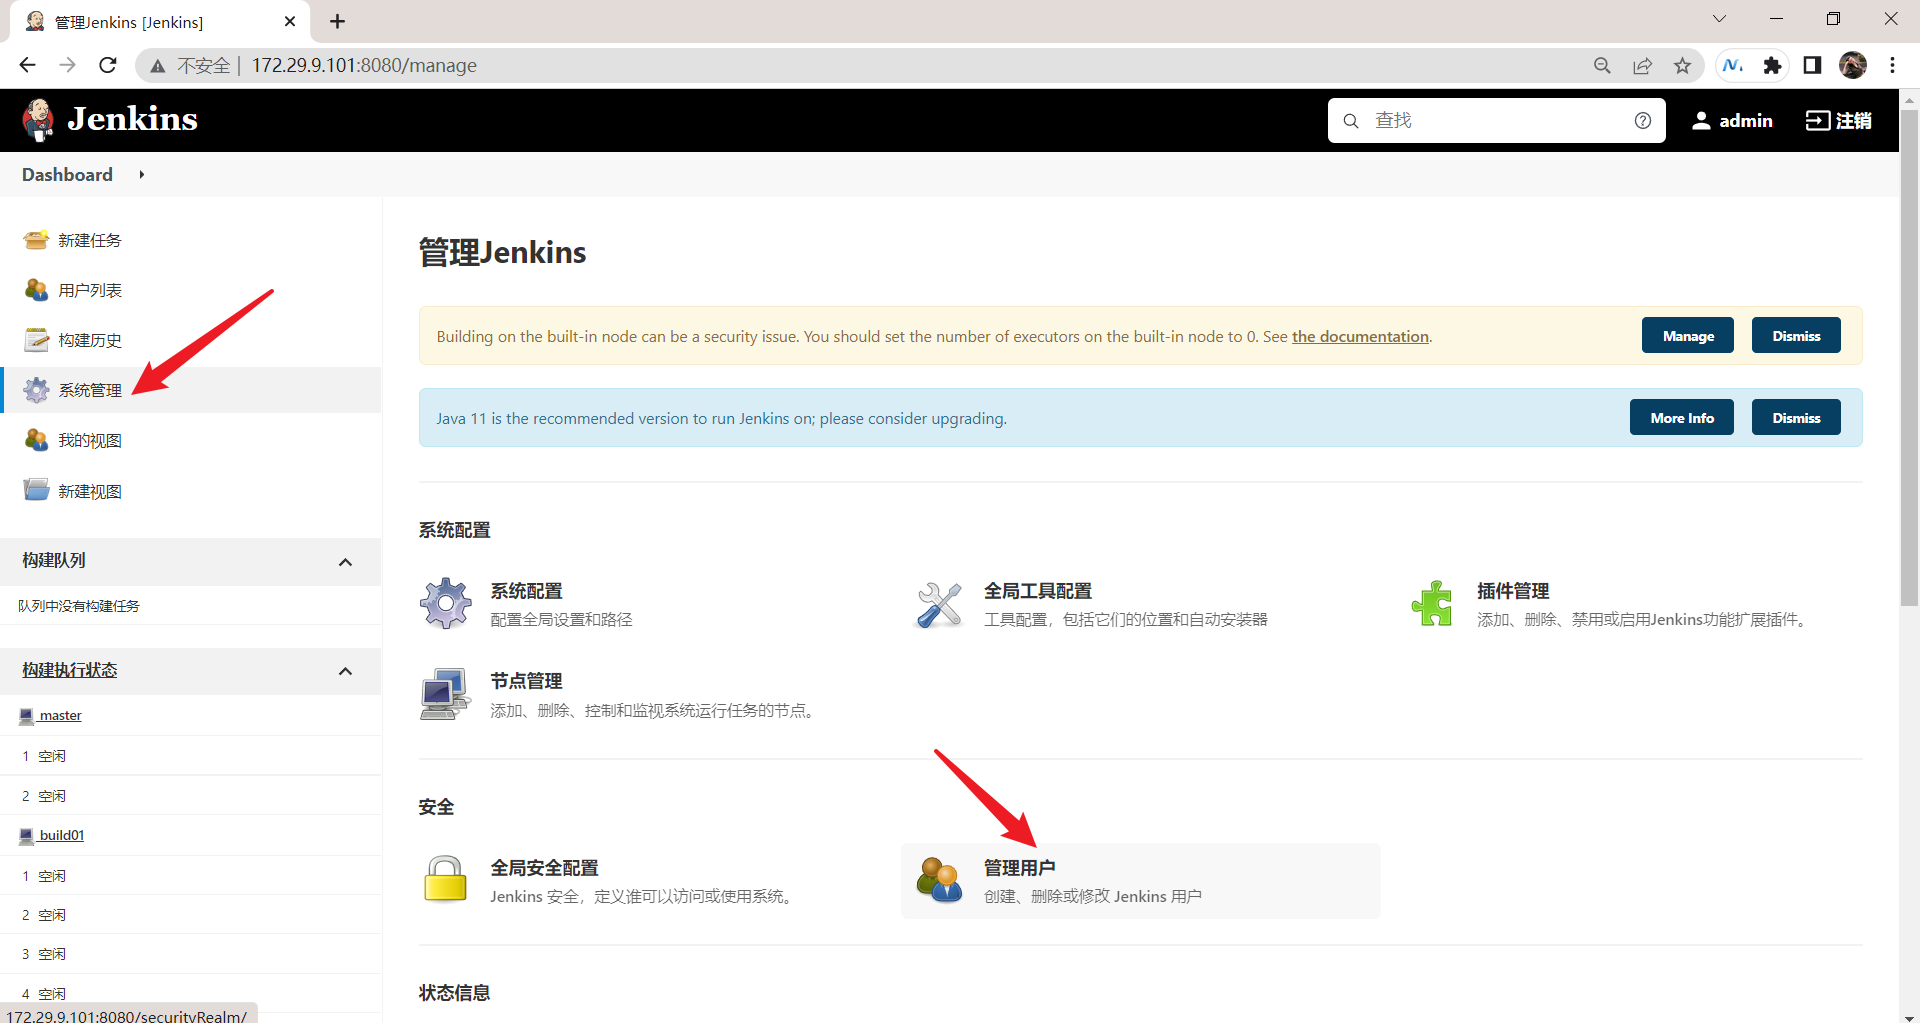 管理Jenkins [Jenkins]
不安全 | 172.29.9.101:8080/manage
Jenkins
查找
admin
注销
Dashboard
新建任务
用户列表
构建历史
系统管理
我的视图
新建视图
构建队列
队列中没有构建任务
构建执行状态
master
1 空闲
2 空闲
build01
1 空闲
2 空闲
3 空闲
4 空闲
172.29.9.101:8080/securityRealm/
管理Jenkins
Building on the built-in node can be a security issue. You should set the number of executors on the built-in node to 0. See the documentation.
Manage
Dismiss
Java 11 is the recommended version to run Jenkins on; please consider upgrading.
More Info
Dismiss
系统配置
系统配置
配置全局设置和路径
全局工具配置
工具配置，包括它们的位置和自动安装器
插件管理
添加、删除、禁用或启用Jenkins功能扩展插件。
节点管理
添加、删除、控制和监视系统运行任务的节点。
安全
全局安全配置
Jenkins 安全，定义谁可以访问或使用系统。
管理用户
创建、删除或修改 Jenkins 用户
状态信息